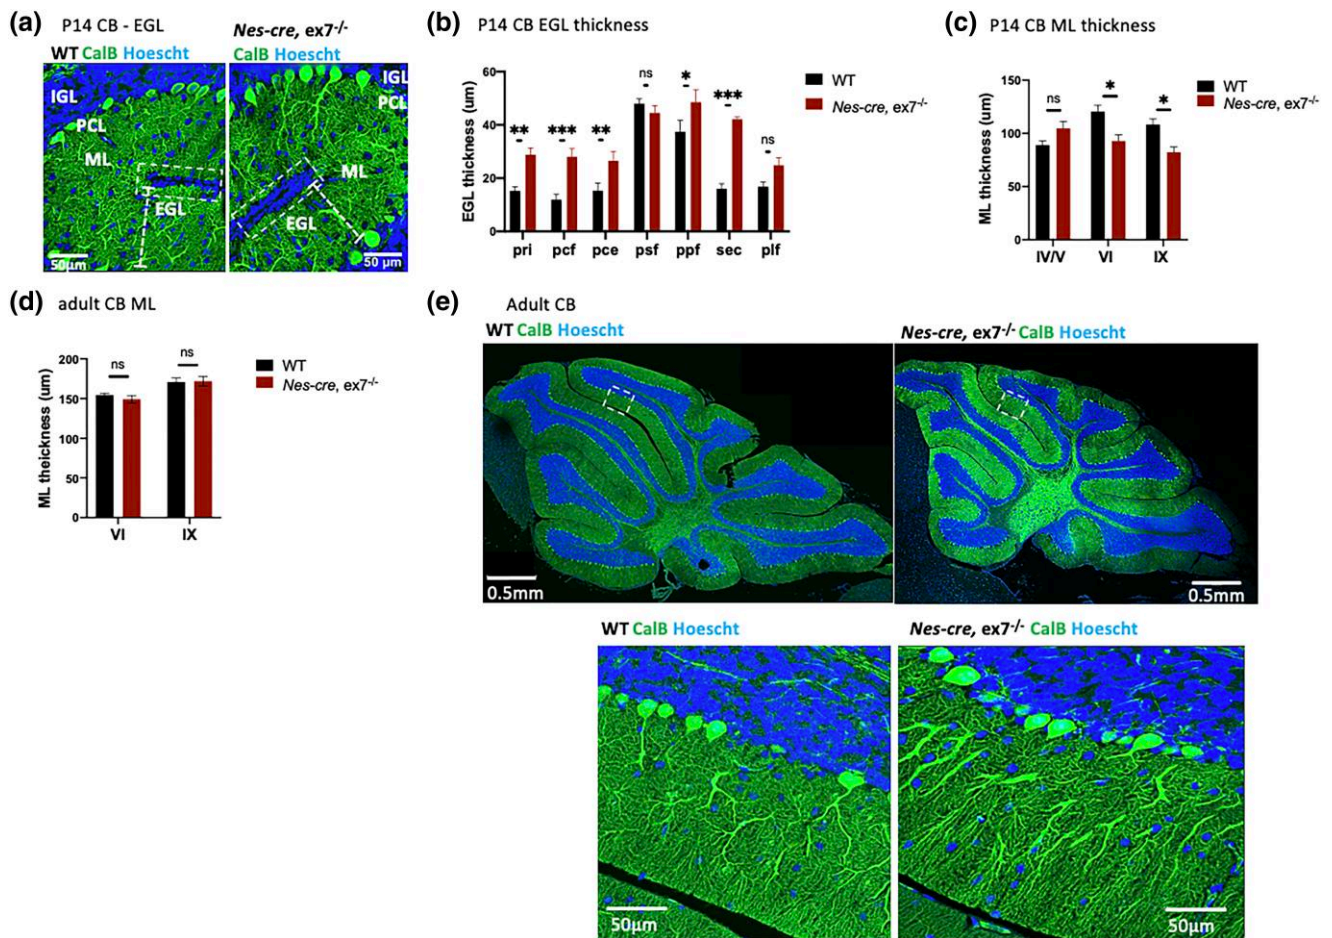 (a) P14 CB - EGL
WT CalB Hoescht
Nes-cre, ex7-/-
CalB Hoescht
IGL
PCL
ML
EGL
50µm
IGL
PCL
ML
EGL
50 µm
(b) P14 CB EGL thickness
EGL thickness (um)
60
40
20
0
** *** ** ns * *** ns
pri pcf pce psf ppf sec plf
WT
Nes-cre, ex7-/-
(c) P14 CB ML thickness
ML thickness (um)
150
100
50
0
ns * *
IV/V VI IX
WT
Nes-cre, ex7-/-
(d) adult CB ML
ML theickness (um)
200
150
100
50
0
ns ns
VI IX
WT
Nes-cre, ex7-/-
(e) Adult CB
WT CalB Hoescht
Nes-cre, ex7-/- CalB Hoescht
0.5mm
0.5mm
WT CalB Hoescht
Nes-cre, ex7-/- CalB Hoescht
50µm
50µm